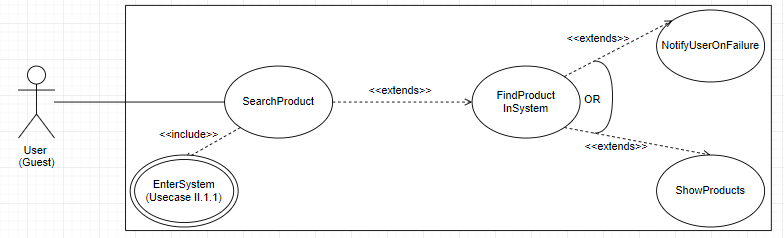 <<extends>>
NotifyUserOnFailure
<<extends>>
SearchProduct
FindProduct
InSystem
OR
<<include>>
<<extends>>
User
(Guest)
EnterSystem
(Usecase II.1.1)
ShowProducts